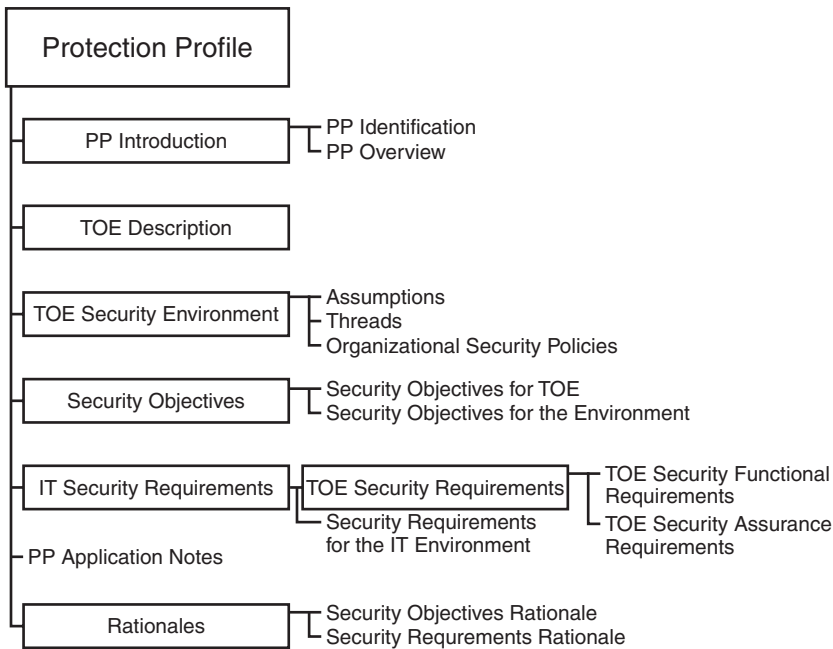 Protection Profile
PP Introduction
PP Identification
PP Overview
TOE Description
TOE Security Environment
Assumptions
Threads
Organizational Security Policies
Security Objectives
Security Objectives for TOE
Security Objectives for the Environment
IT Security Requirements
TOE Security Requirements
TOE Security Functional
Requirements
TOE Security Assurance
Requirements
Security Requirements
for the IT Environment
PP Application Notes
Rationales
Security Objectives Rationale
Security Requrements Rationale